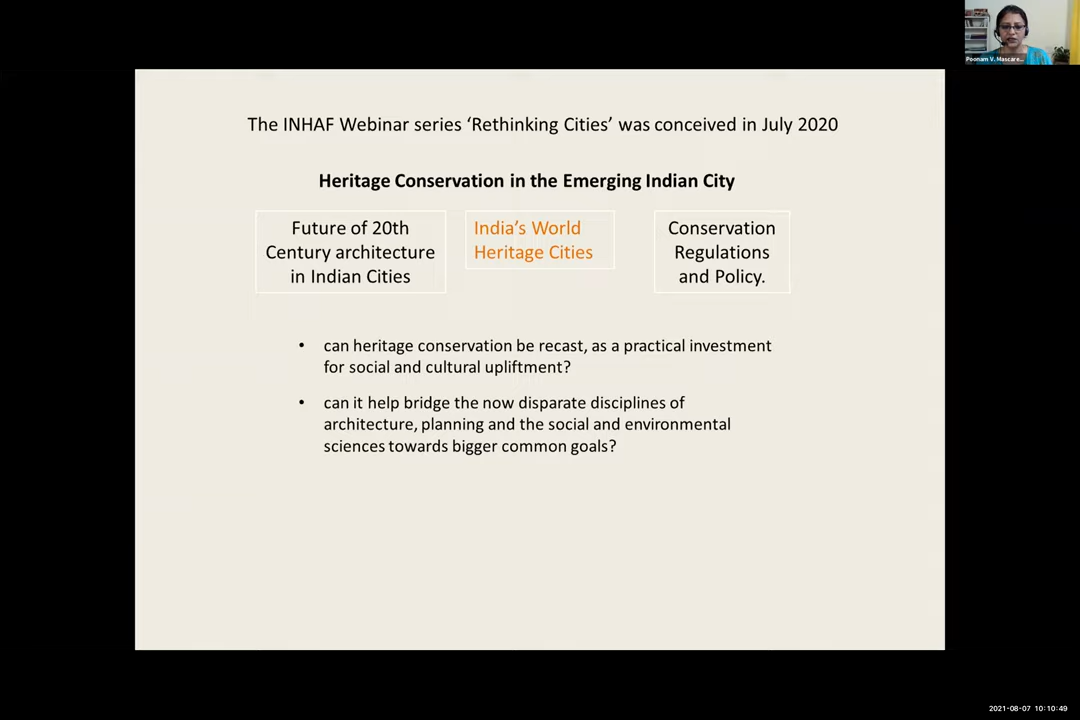 Poonam V. Mascare...
The INHAF Webinar series ‘Rethinking Cities’ was conceived in July 2020
Heritage Conservation in the Emerging Indian City
Future of 20th
Century architecture
in Indian Cities
India’s World
Heritage Cities
Conservation
Regulations
and Policy.
• can heritage conservation be recast, as a practical investment
for social and cultural upliftment?
• can it help bridge the now disparate disciplines of
architecture, planning and the social and environmental
sciences towards bigger common goals?
2021-08-07 10:10:49